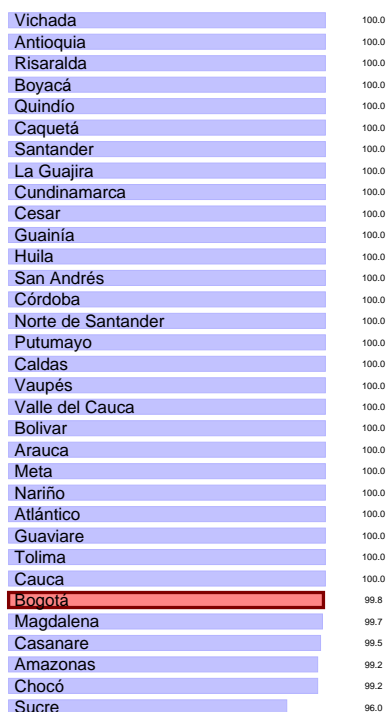 Vichada 100.0
Antioquia 100.0
Risaralda 100.0
Boyacá 100.0
Quindío 100.0
Caquetá 100.0
Santander 100.0
La Guajira 100.0
Cundinamarca 100.0
Cesar 100.0
Guainía 100.0
Huila 100.0
San Andrés 100.0
Córdoba 100.0
Norte de Santander 100.0
Putumayo 100.0
Caldas 100.0
Vaupés 100.0
Valle del Cauca 100.0
Bolivar 100.0
Arauca 100.0
Meta 100.0
Nariño 100.0
Atlántico 100.0
Guaviare 100.0
Tolima 100.0
Cauca 100.0
Bogotá 99.8
Magdalena 99.7
Casanare 99.5
Amazonas 99.2
Chocó 99.2
Sucre 96.0